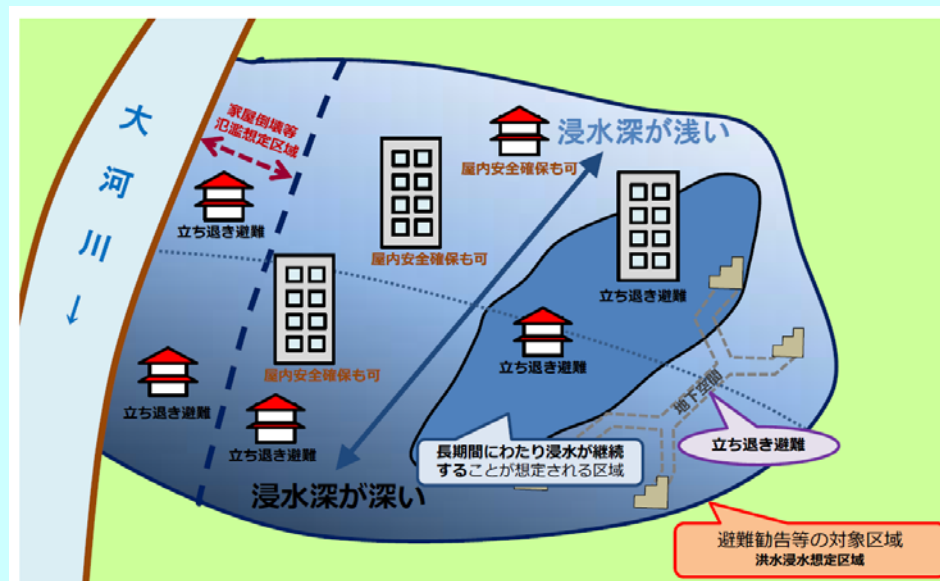 大河川
↓
家屋倒壊等
氾濫想定区域
浸水深が浅い
屋内安全確保も可
立ち退き避難
屋内安全確保も可
立ち退き避難
屋内安全確保も可
立ち退き避難
立ち退き避難
立ち退き避難
地下空間
長期間にわたり浸水が継続
することが想定される区域
立ち退き避難
浸水深が深い
避難勧告等の対象区域
洪水浸水想定区域